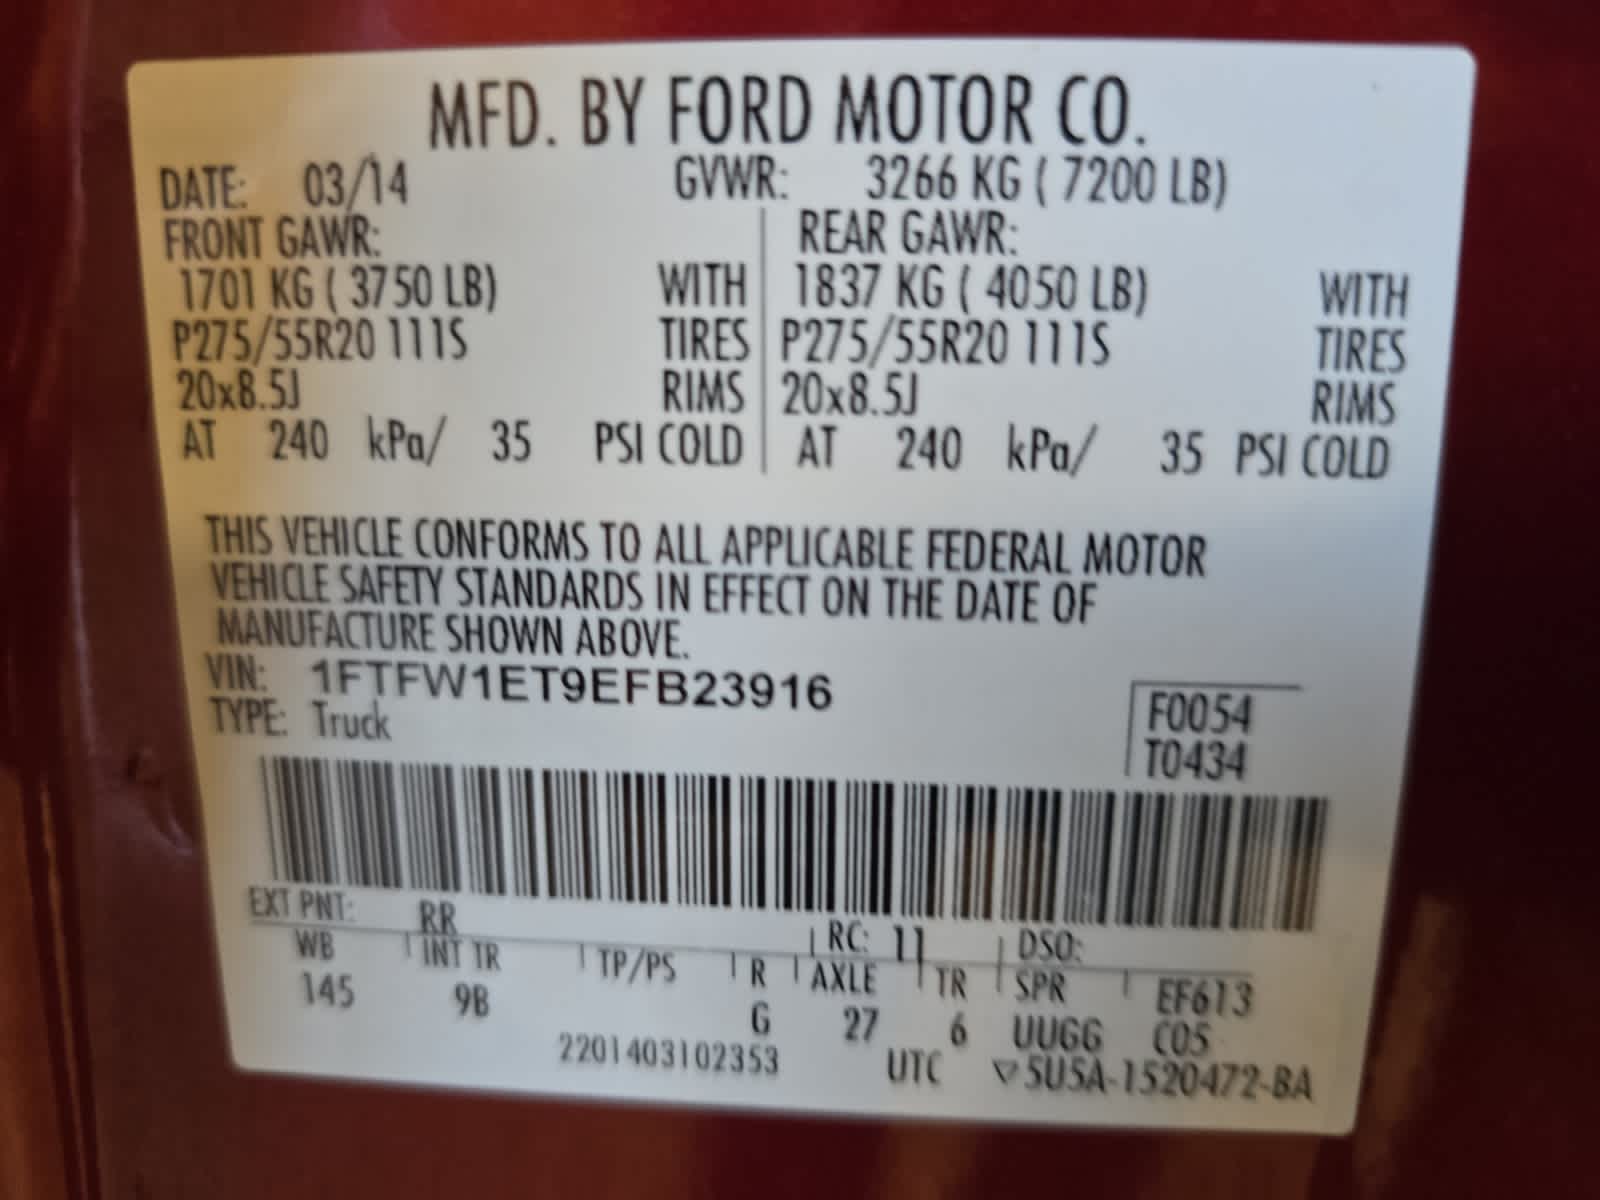 MFD. BY FORD MOTOR CO.
DATE: 03/14 GVWR: 3266 KG ( 7200 LB)
FRONT GAWR: REAR GAWR:
1701 KG ( 3750 LB) WITH 1837 KG ( 4050 LB) WITH
P275/55R20 111S TIRES P275/55R20 111S TIRES
20x8.5J RIMS 20x8.5J RIMS
AT 240 kPa/ 35 PSI COLD AT 240 kPa/ 35 PSI COLD
THIS VEHICLE CONFORMS TO ALL APPLICABLE FEDERAL MOTOR
VEHICLE SAFETY STANDARDS IN EFFECT ON THE DATE OF
MANUFACTURE SHOWN ABOVE.
VIN: 1FTFW1ET9EFB23916
TYPE: Truck
F0054
T0434
EXT PNT: RR RC: 11 DSO:
WB INT TR TP/PS R AXLE TR SPR EF613
145 9B G 27 6 UUGG C05
2201403102353 UTC ▽5U5A-1520472-BA